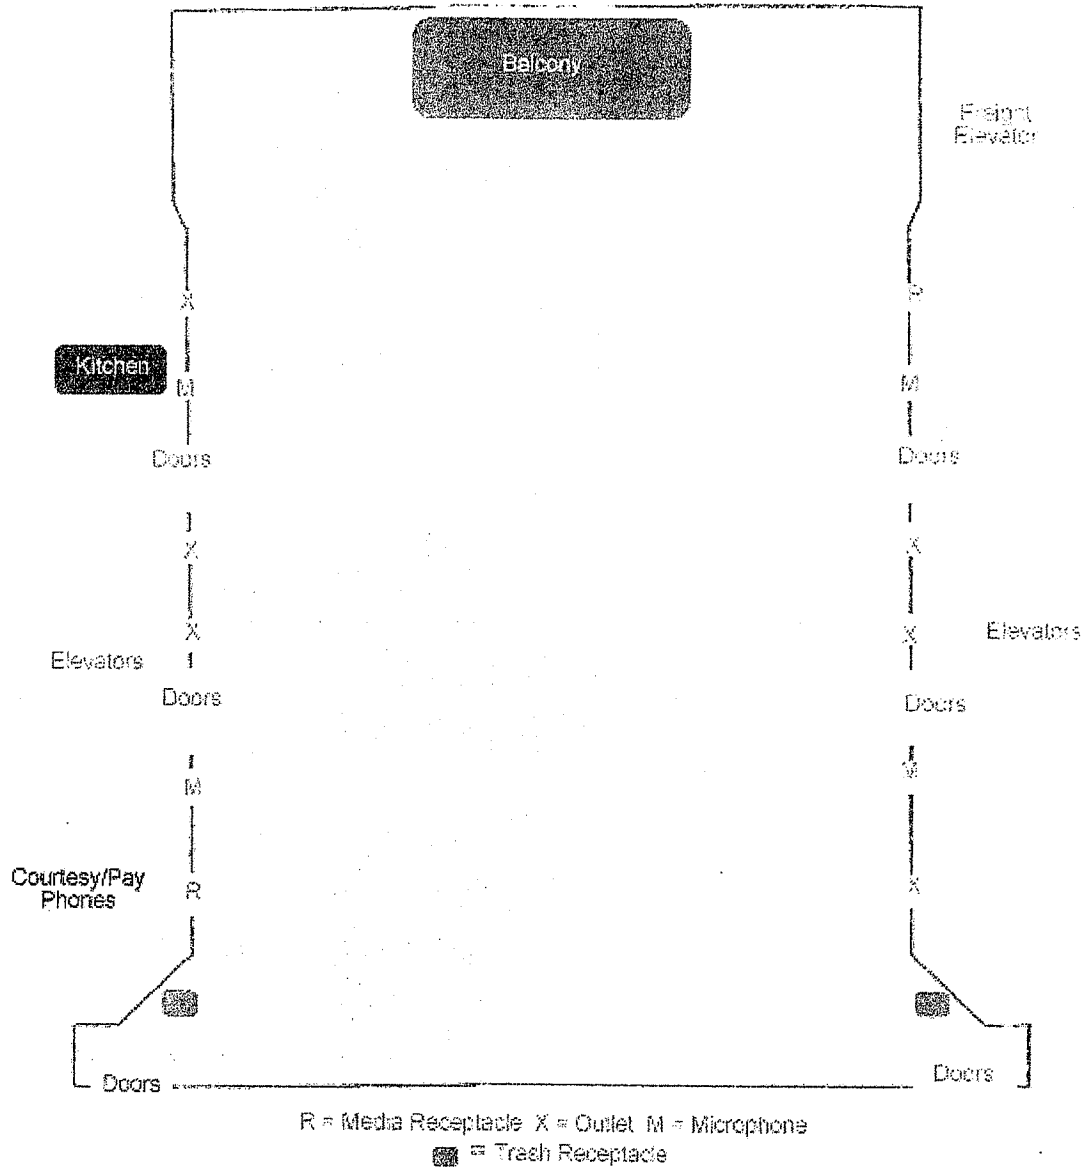 Balcony
Freight
Elevator
X
R
Kitchen
M
M
Doors
Doors
X
X
X
X
Elevators
Elevators
Doors
Doors
M
M
Courtesy/Pay
Phones
R
X
Doors
Doors
R = Media Receptacle X = Outlet M = Microphone
= Trash Receptacle